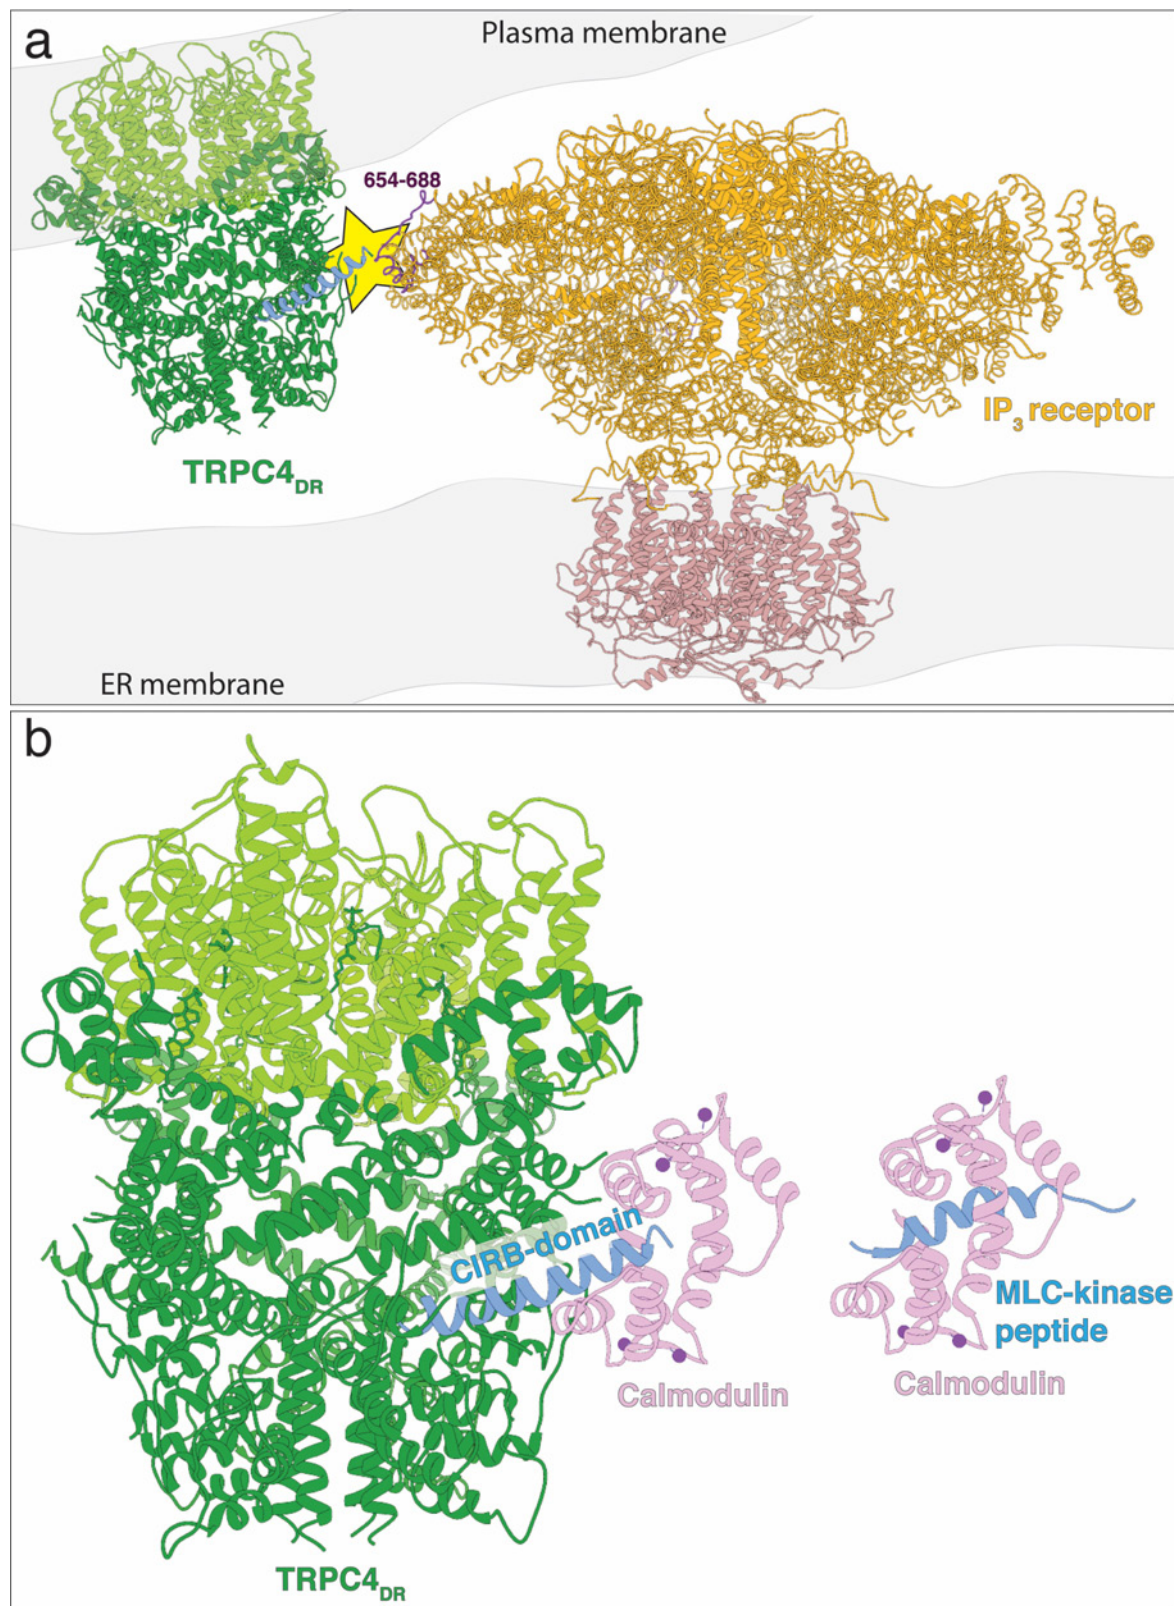 a
Plasma membrane
654-688
IP3 receptor
TRPC4DR
ER membrane
b
CIRB-domain
MLC-kinase
peptide
Calmodulin
Calmodulin
TRPC4DR